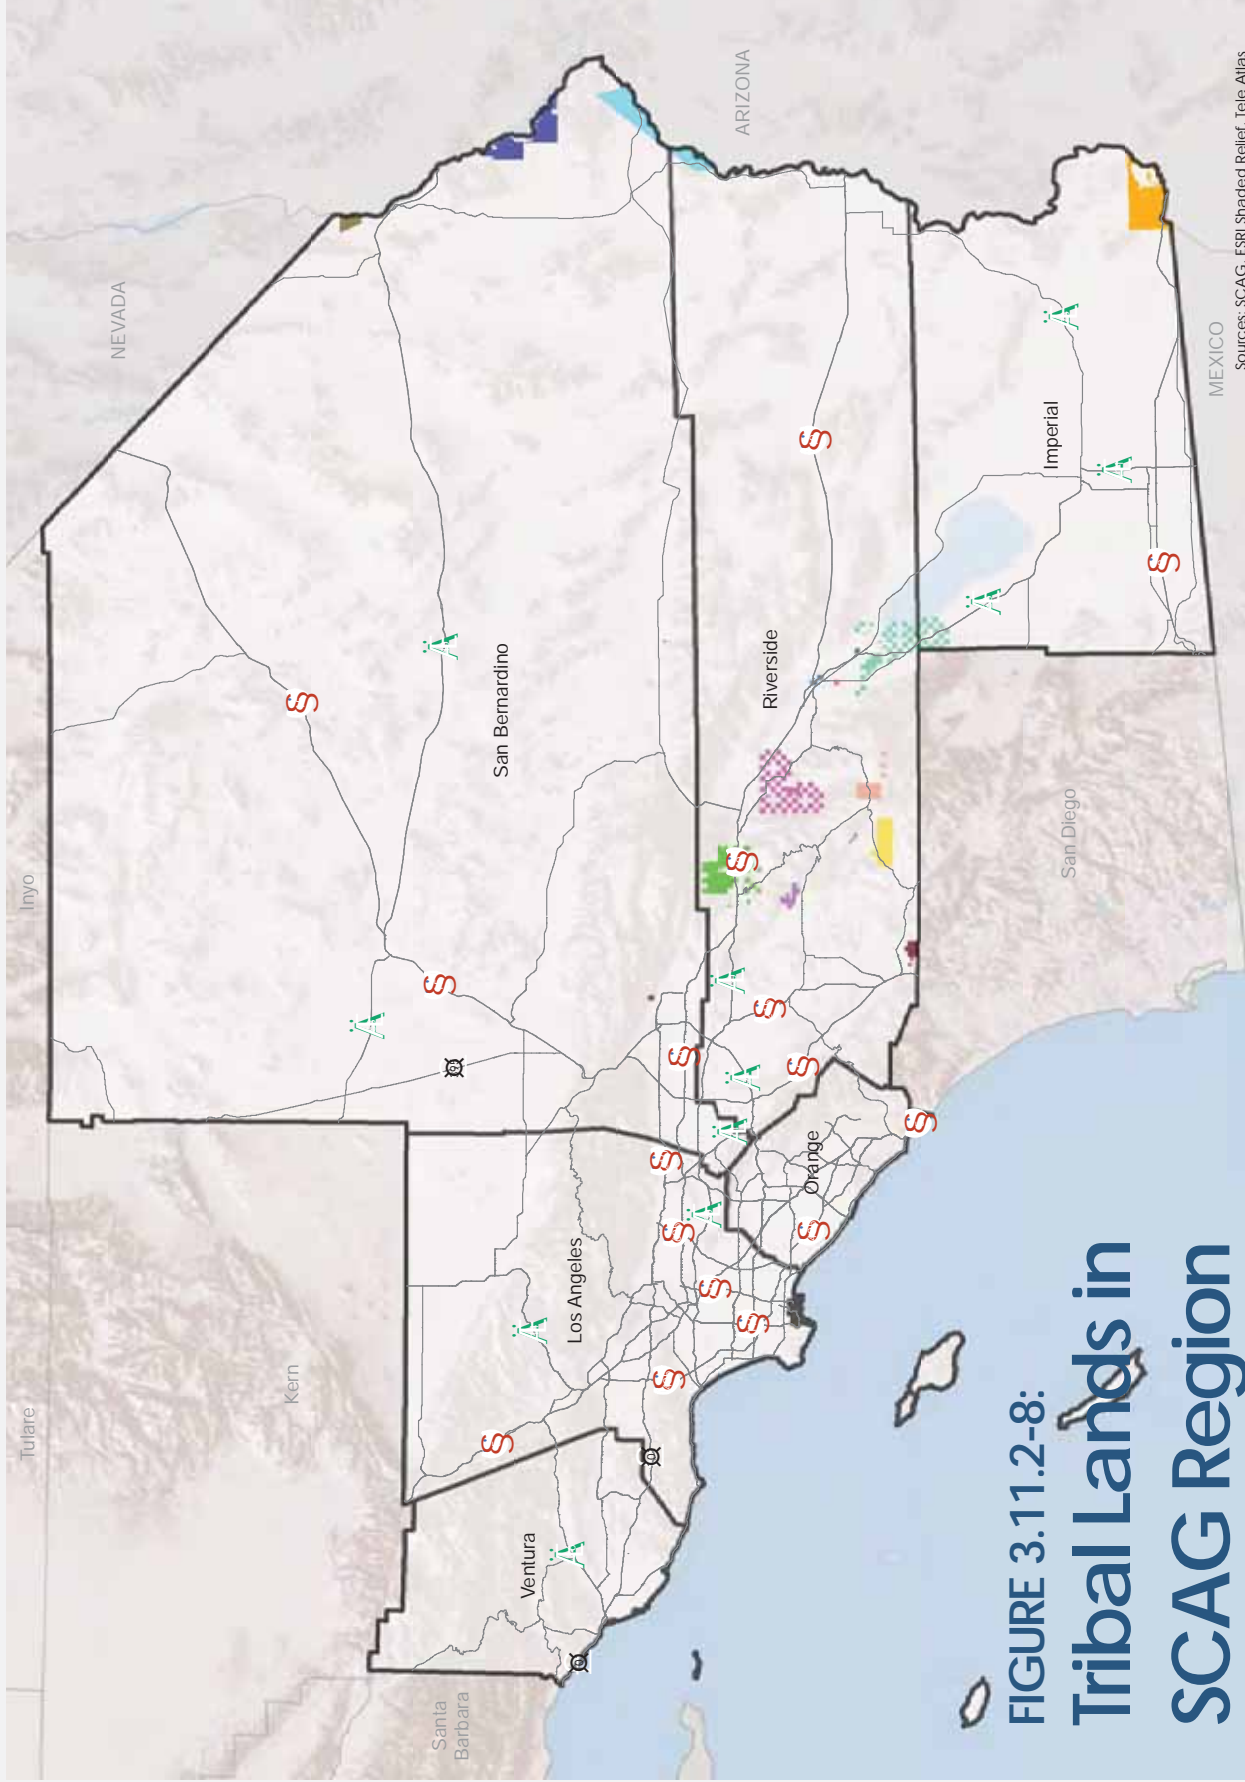 Tulare
Inyo
NEVADA
Kern
Santa
Barbara
San Bernardino
ARIZONA
Ventura
Los Angeles
Riverside
Orange
Imperial
San Diego
MEXICO
FIGURE 3.11.2-8:
Tribal Lands in
SCAG Region
Sources: SCAG, ESRI Shaded Relief, Tele Atlas